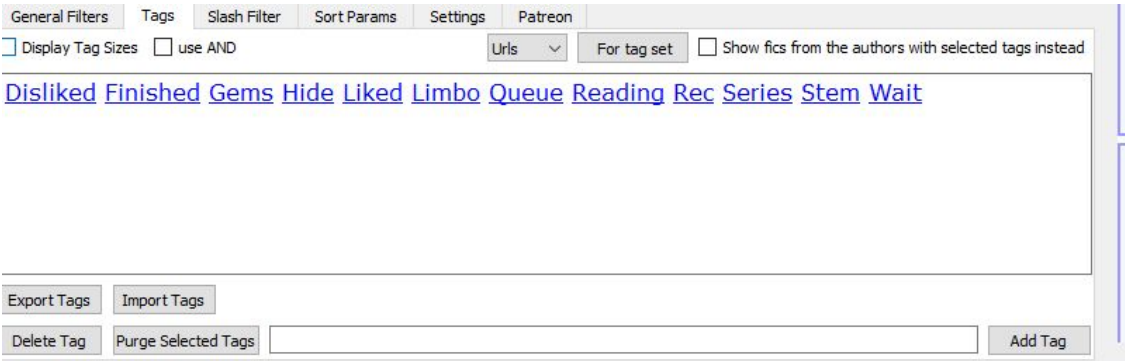 General Filters Tags Slash Filter Sort Params Settings Patreon
Display Tag Sizes use AND Urls For tag set Show fics from the authors with selected tags instead
Disliked Finished Gems Hide Liked Limbo Queue Reading Rec Series Stem Wait
Export Tags Import Tags
Delete Tag Purge Selected Tags Add Tag